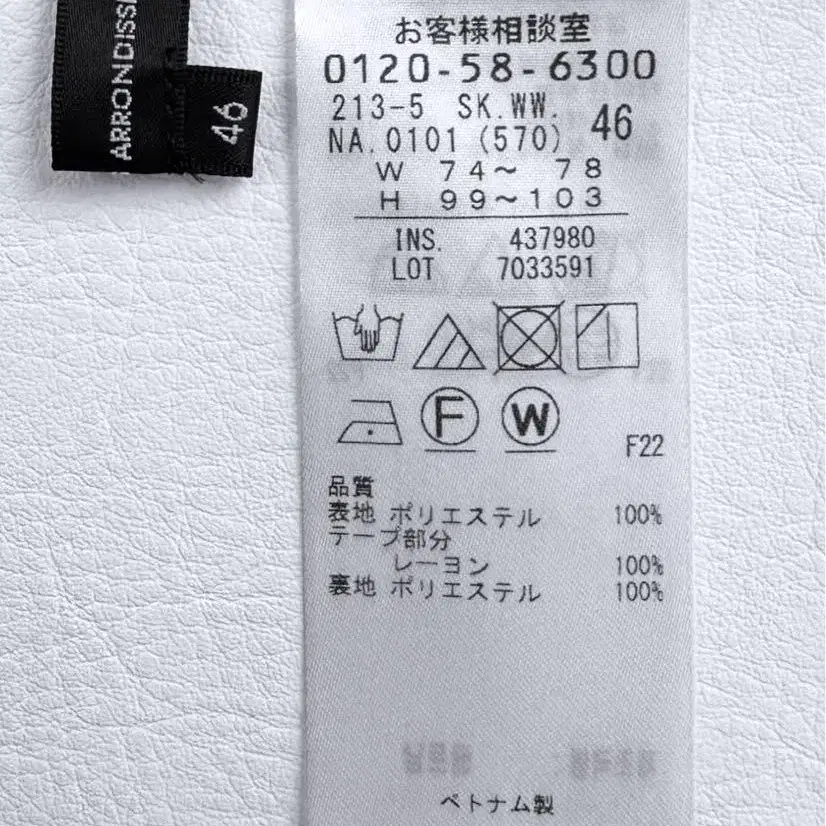 ARRONDISSE
46
お客様相談室
0120-58-6300
213-5 SK.WW.
NA.0101 (570) 46
W 74～ 78
H 99～103
INS. 437980
LOT 7033591
F
W
F22
品質
表地 ポリエステル 100%
テープ部分
レーヨン 100%
裏地 ポリエステル 100%
ベトナム製